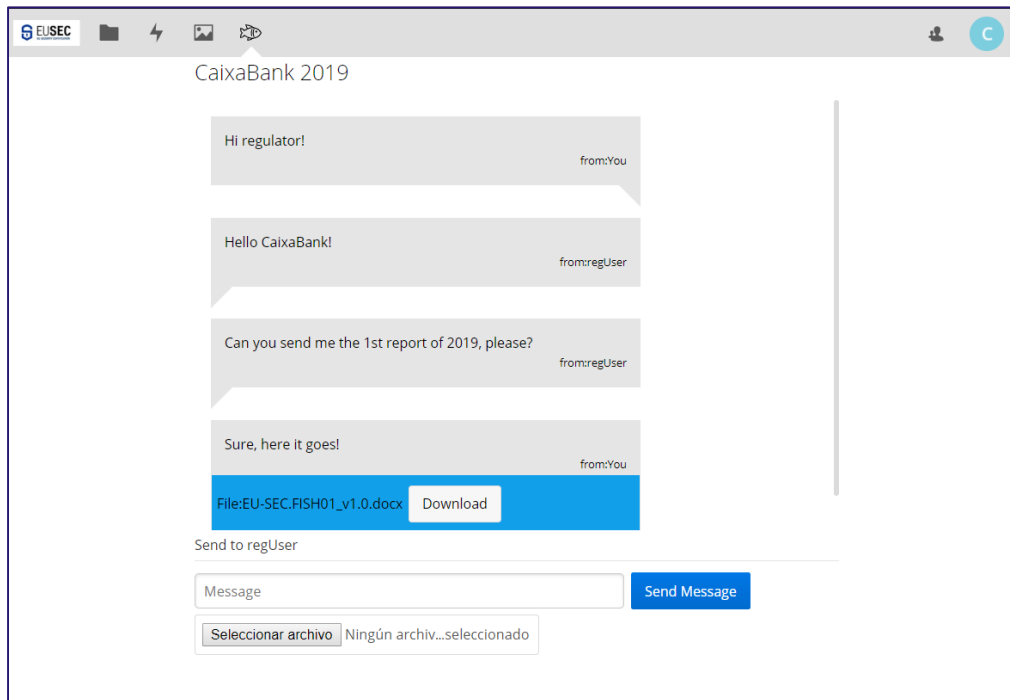 EUSEC
C
CaixaBank 2019
Hi regulator!
from:You
Hello CaixaBank!
from:regUser
Can you send me the 1st report of 2019, please?
from:regUser
Sure, here it goes!
from:You
File:EU-SEC.FISH01_v1.0.docx Download
Send to regUser
Message Send Message
Seleccionar archivo Ningún archiv...seleccionado